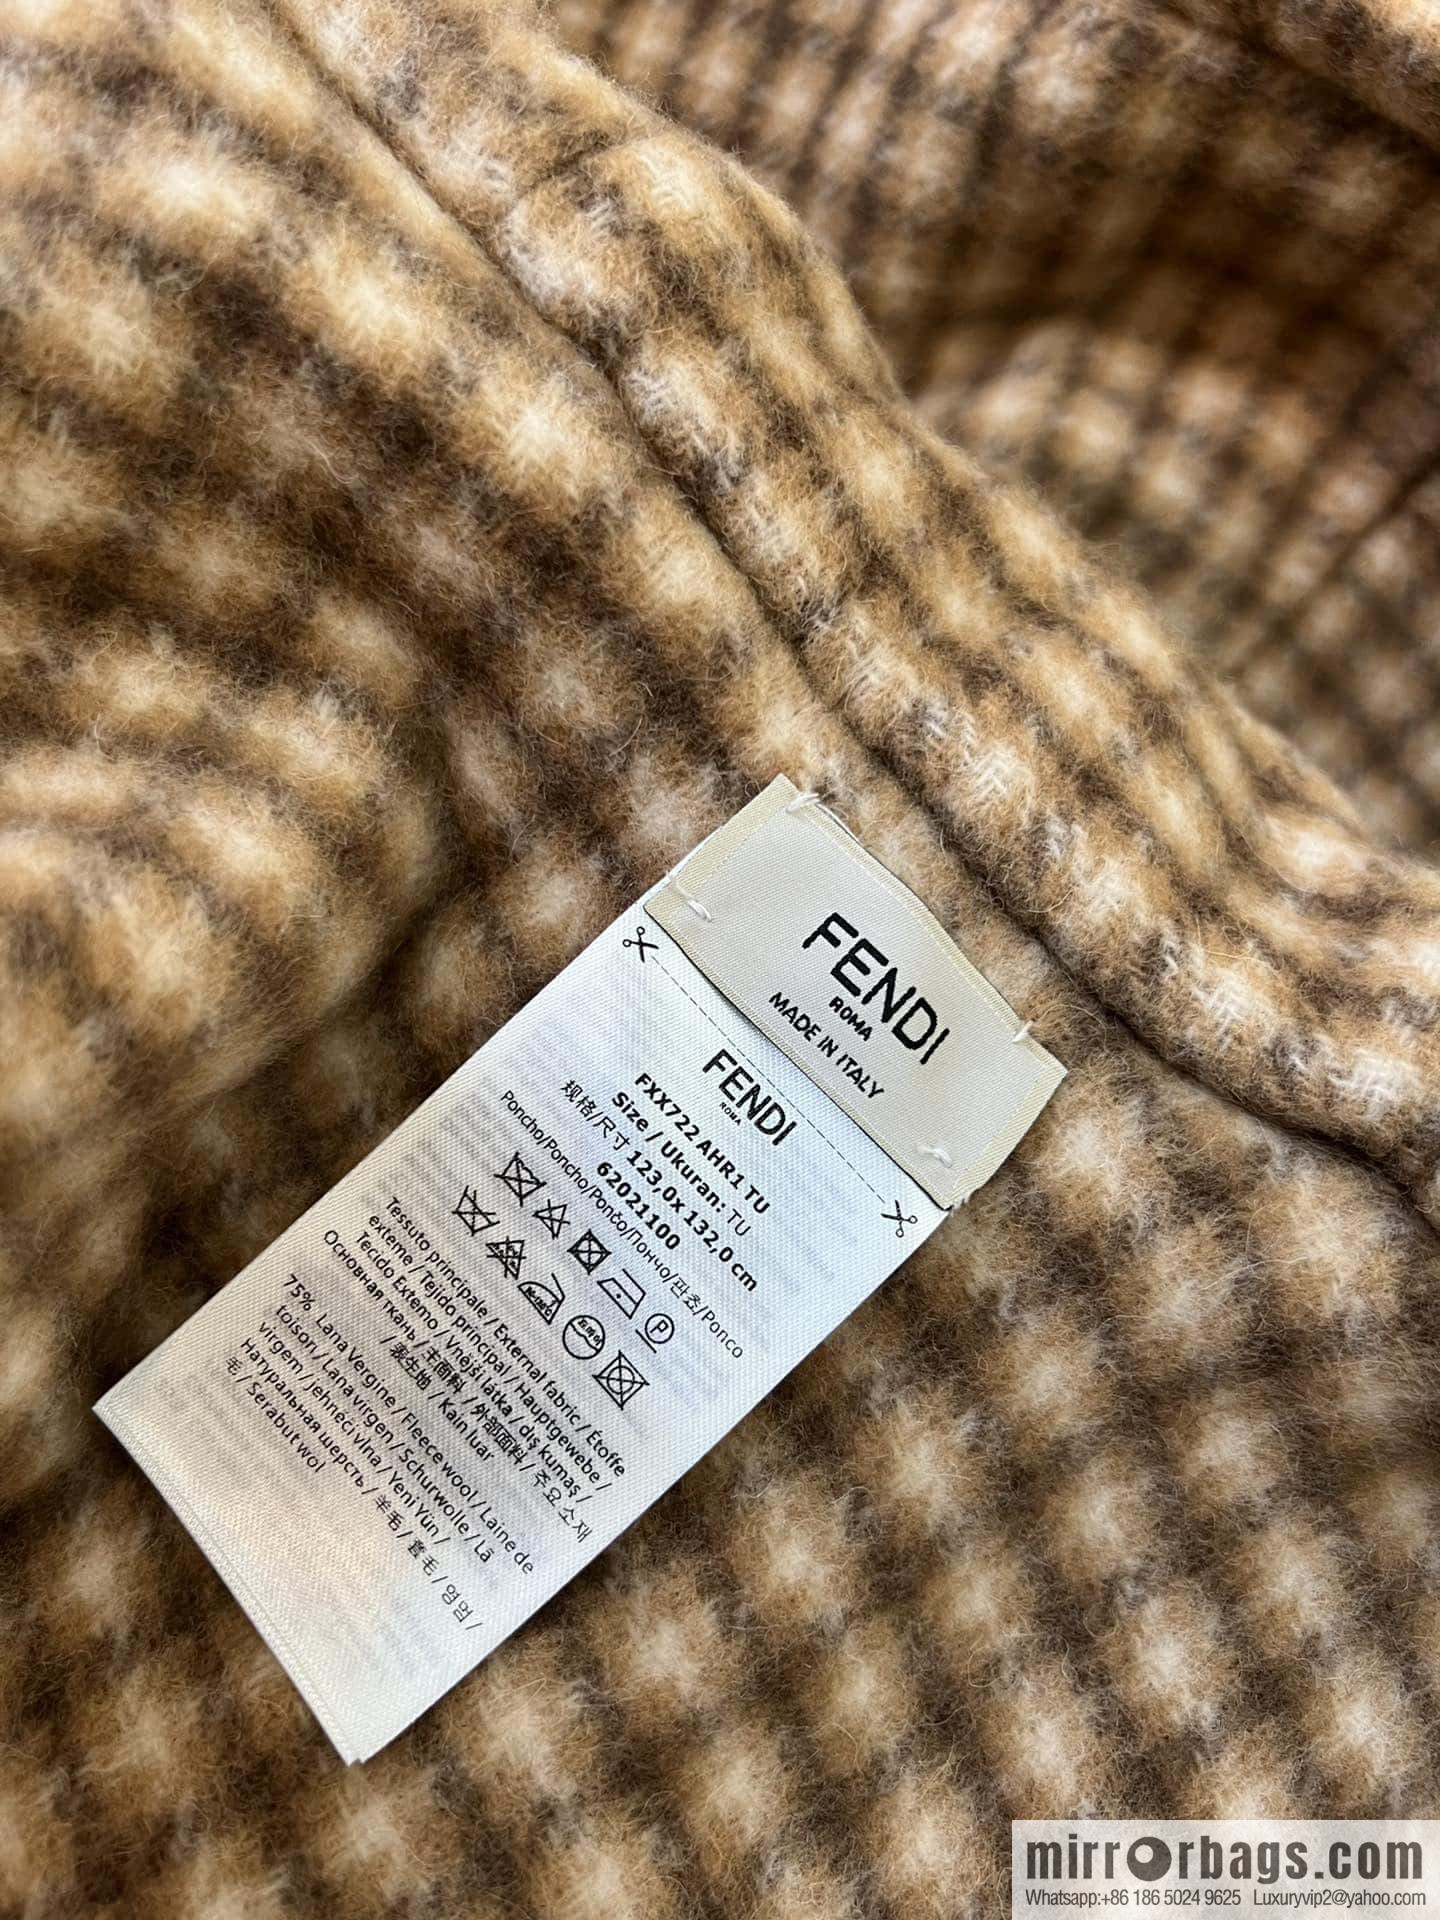 FENDI
ROMA
MADE IN ITALY
FENDI
ROMA
FXX722 AHR1 TU
Size / Ukuran: TU
规格/尺寸 123,0x 132,0 cm
62021100
Poncho/Poncho/Pončo/Пончо/판초/Ponco
Tessuto principale / External fabric / Étoffe
externe / Tejido principal / Hauptgewebe /
Tecido Externo / Vnější látka / dış kumaş /
Основная ткань / 主面料 / 外部面料 / 주요 소재
/表生地 / Kain luar
75% Lana Vergine / Fleece wool / Laine de
toison / Lana virgen / Schurwolle / Lã
virgem / jehněčí vlna / Yeni Yün /
Натуральная шерсть / 羊毛 /
毛 / Serabut wol
mirrorbags.com
Whatsapp:+86 186 5024 9625 Luxuryvip2@yahoo.com